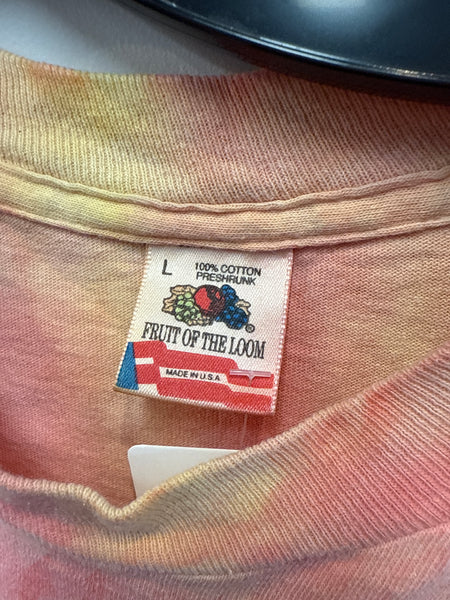 L
100% COTTON
PRESHRUNK
®
FRUIT OF THE LOOM
MADE IN U.S.A